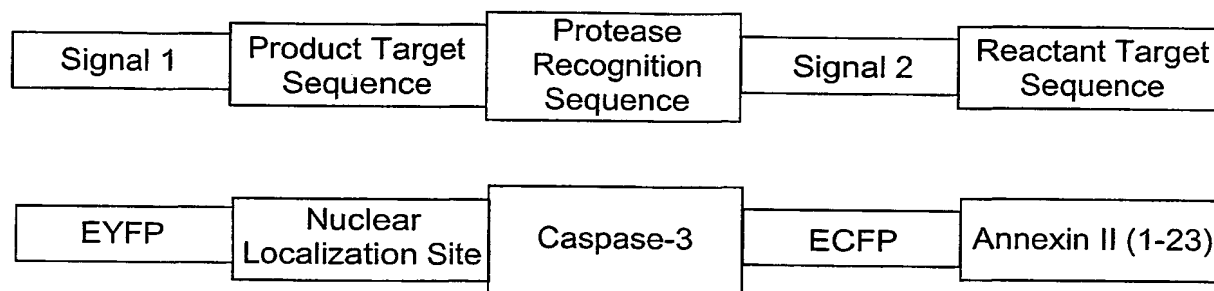 Signal 1
Product Target
Sequence
Protease
Recognition
Sequence
Signal 2
Reactant Target
Sequence
EYFP
Nuclear
Localization Site
Caspase-3
ECFP
Annexin II (1-23)